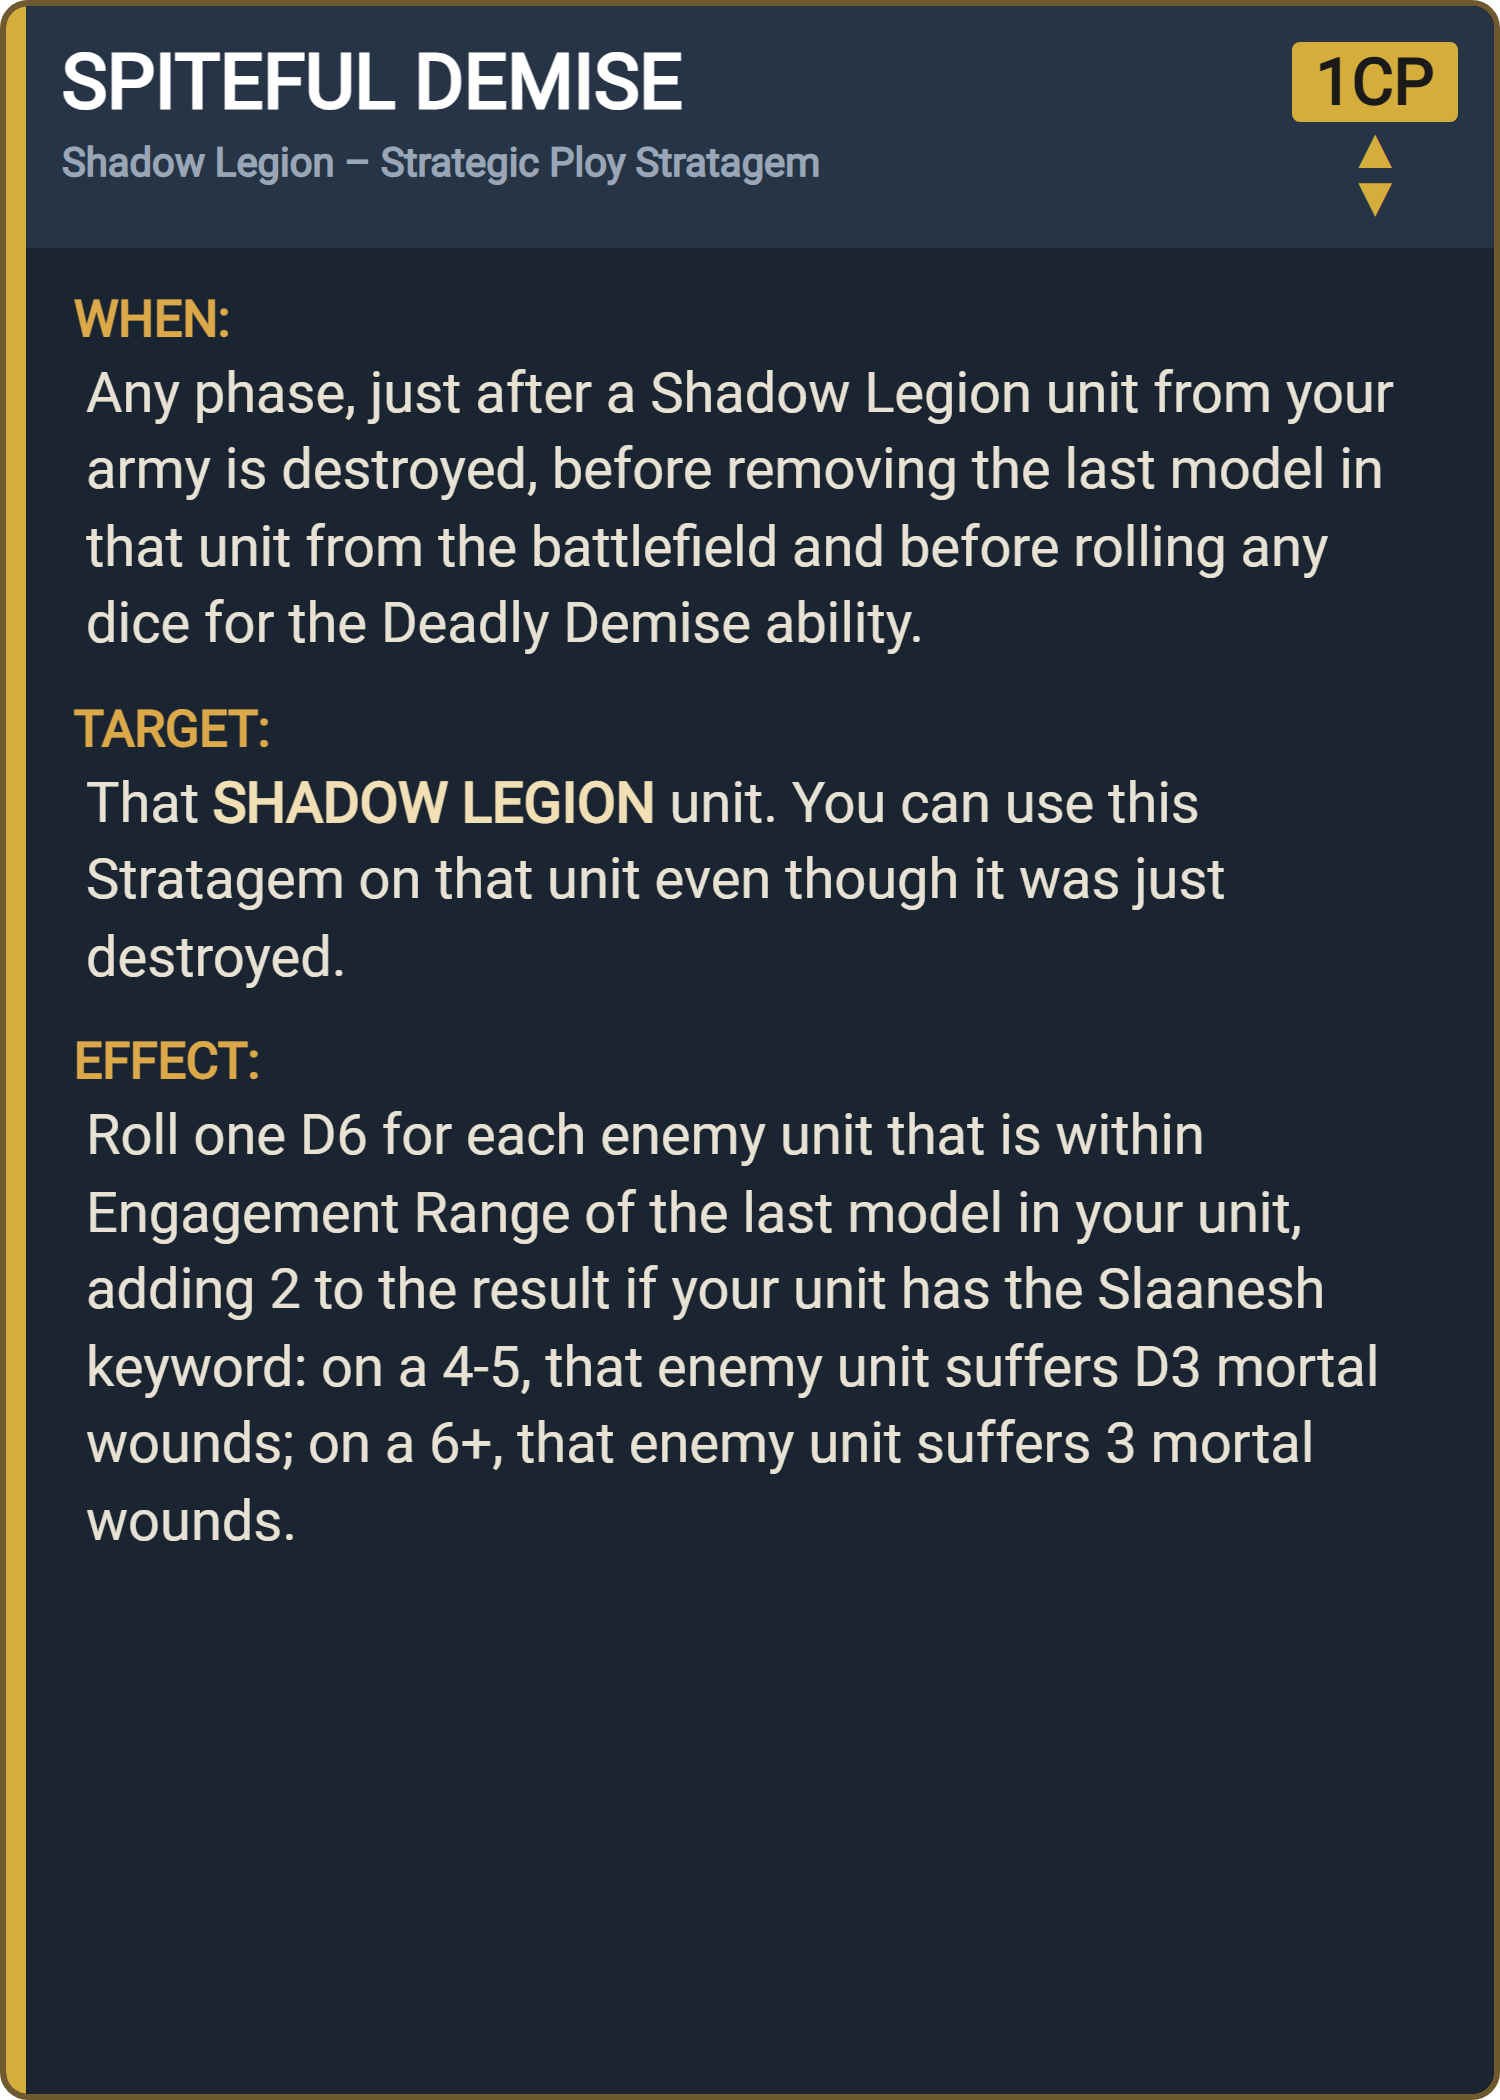 SPITEFUL DEMISE
1CP
Shadow Legion – Strategic Ploy Stratagem
WHEN:
Any phase, just after a Shadow Legion unit from your
army is destroyed, before removing the last model in
that unit from the battlefield and before rolling any
dice for the Deadly Demise ability.
TARGET:
That SHADOW LEGION unit. You can use this
Stratagem on that unit even though it was just
destroyed.
EFFECT:
Roll one D6 for each enemy unit that is within
Engagement Range of the last model in your unit,
adding 2 to the result if your unit has the Slaanesh
keyword: on a 4-5, that enemy unit suffers D3 mortal
wounds; on a 6+, that enemy unit suffers 3 mortal
wounds.